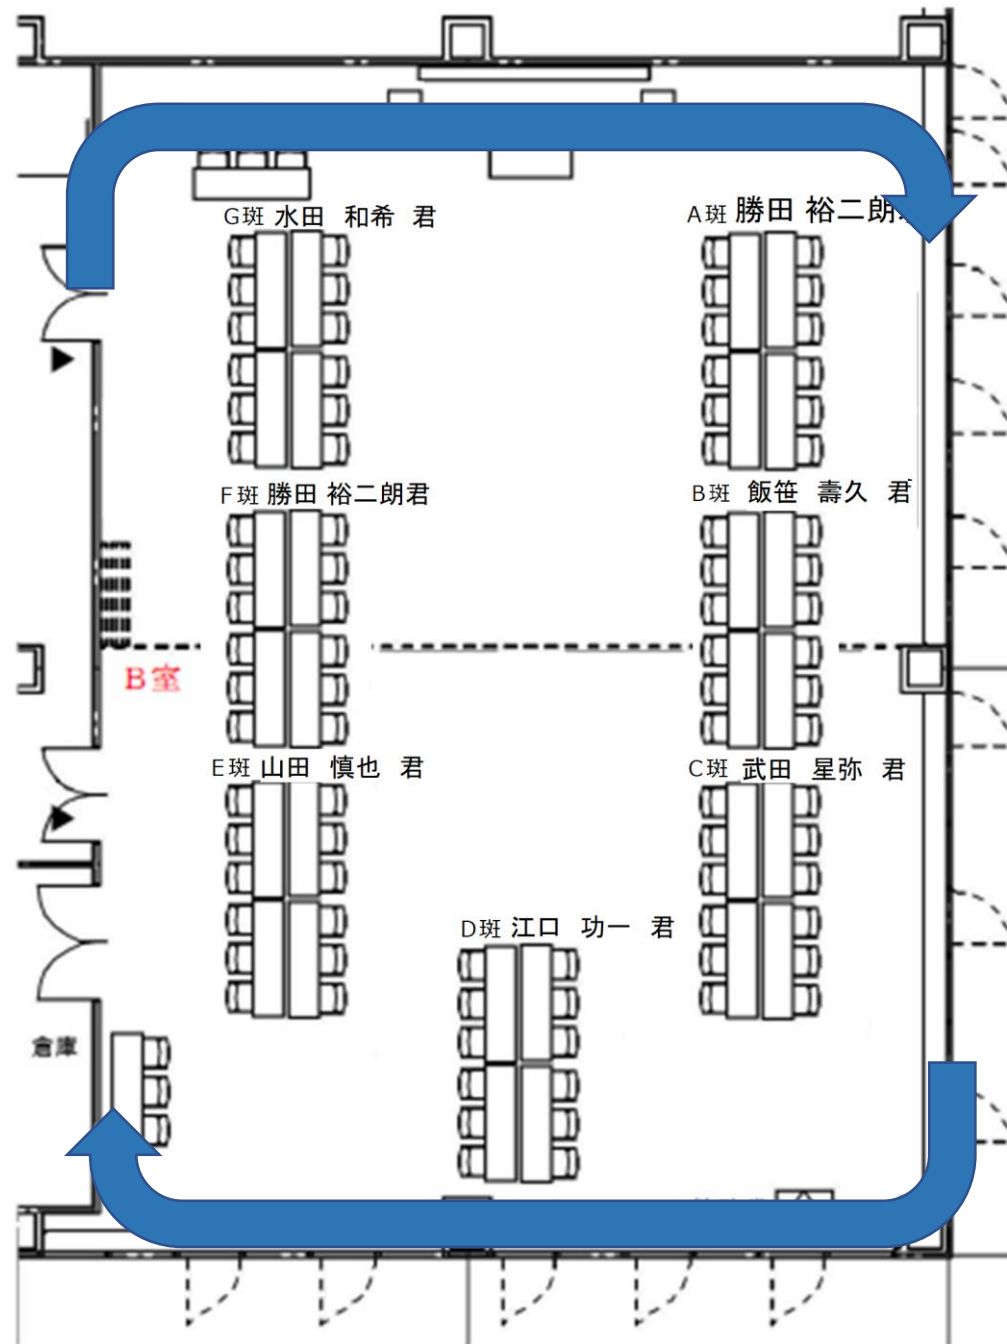 G班 水田 和希 君
A班 勝田 裕二朗
F班 勝田 裕二朗君
B班 飯笹 壽久 君
B室
E班 山田 慎也 君
C班 武田 星弥 君
D班 江口 功一 君
倉庫